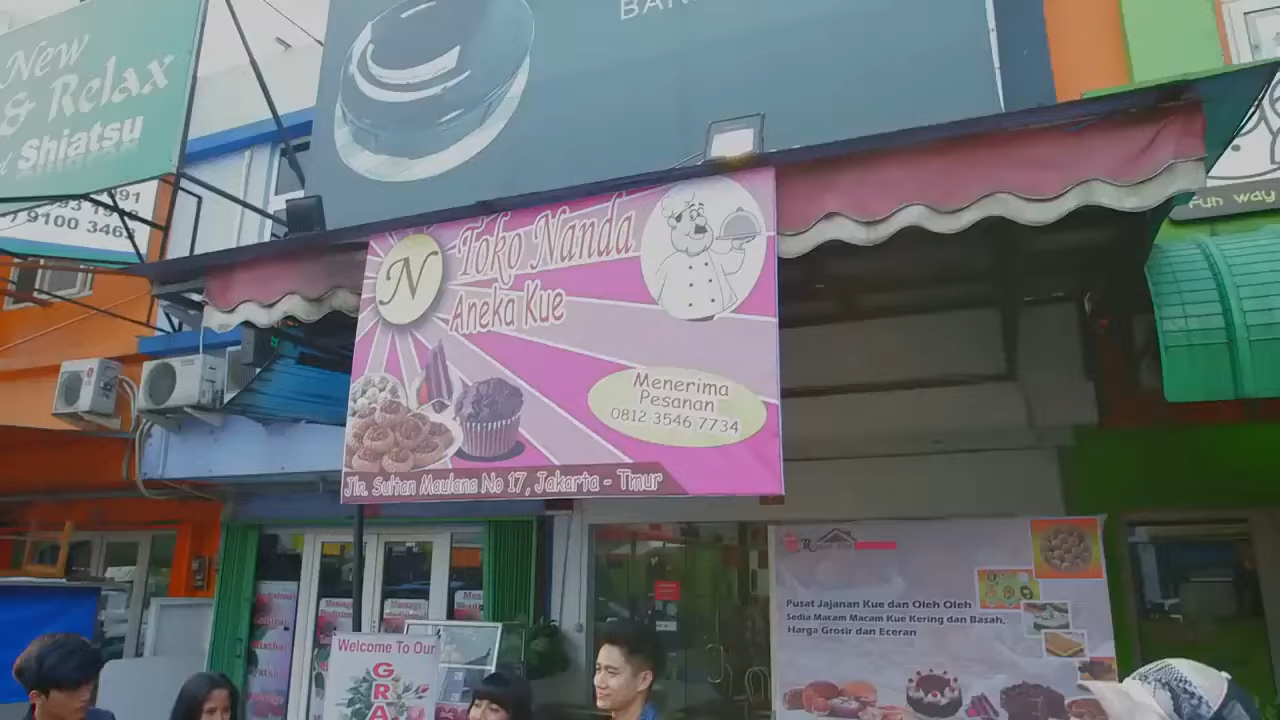 New
& Relax
Shiatsu
7 9100 3463
Fun way
N
Toko Nanda
Aneka Kue
Menerima
Pesanan
0812 3546 7734
Jln. Sultan Maulana No 17, Jakarta - Tmur
Welcome To Our
GRA
Pusat Jajanan Kue dan Oleh Oleh
Sedia Macam Macam Kue Kering dan Basah,
Harga Grosir dan Eceran